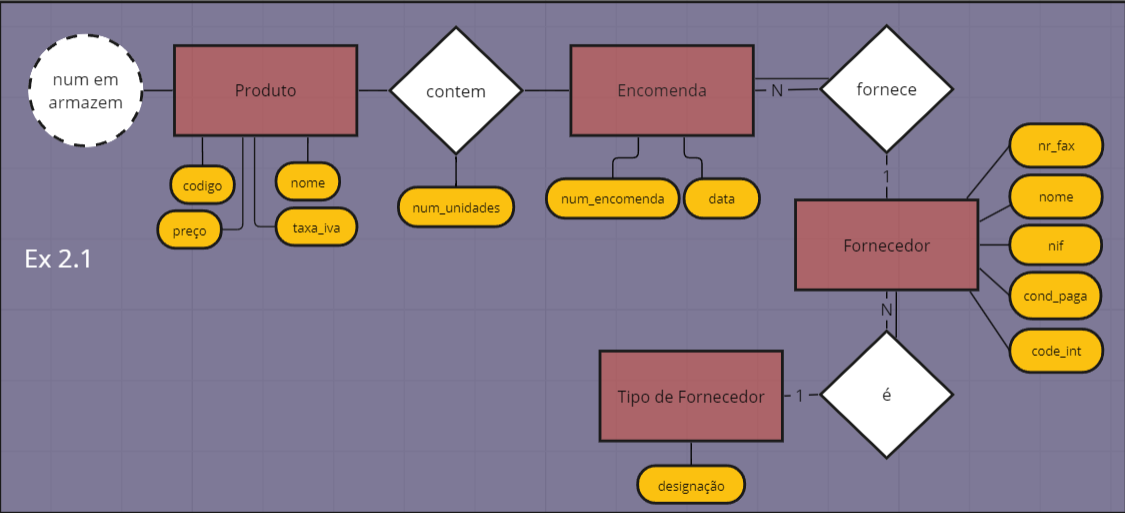 num em
armazem
Produto
contem
Encomenda
N
fornece
codigo
nome
preço
taxa_iva
num_unidades
num_encomenda
data
1
nr_fax
nome
Fornecedor
nif
cond_paga
code_int
Ex 2.1
N
Tipo de Fornecedor
1
é
designação